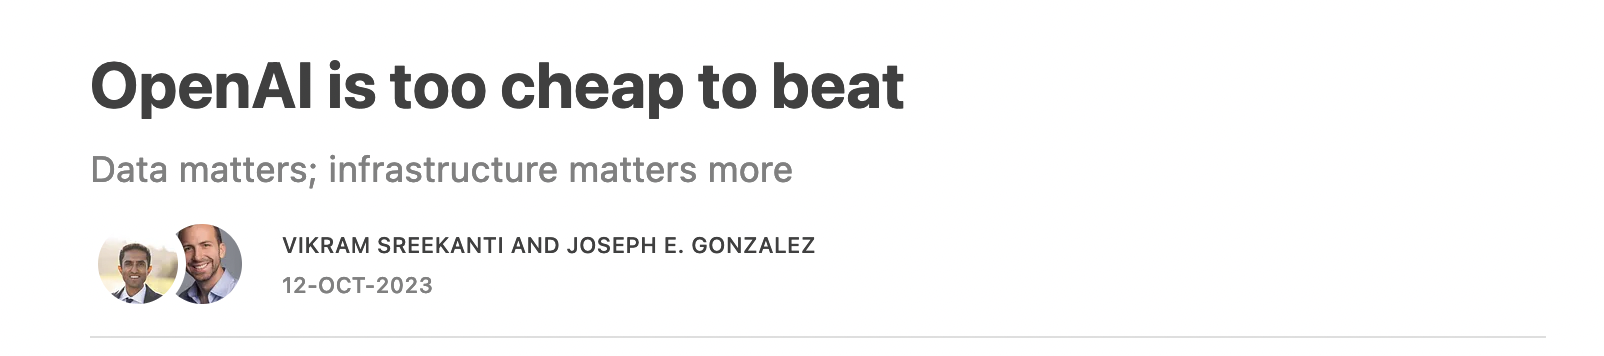 OpenAI is too cheap to beat
Data matters; infrastructure matters more
VIKRAM SREEKANTI AND JOSEPH E. GONZALEZ
12-OCT-2023